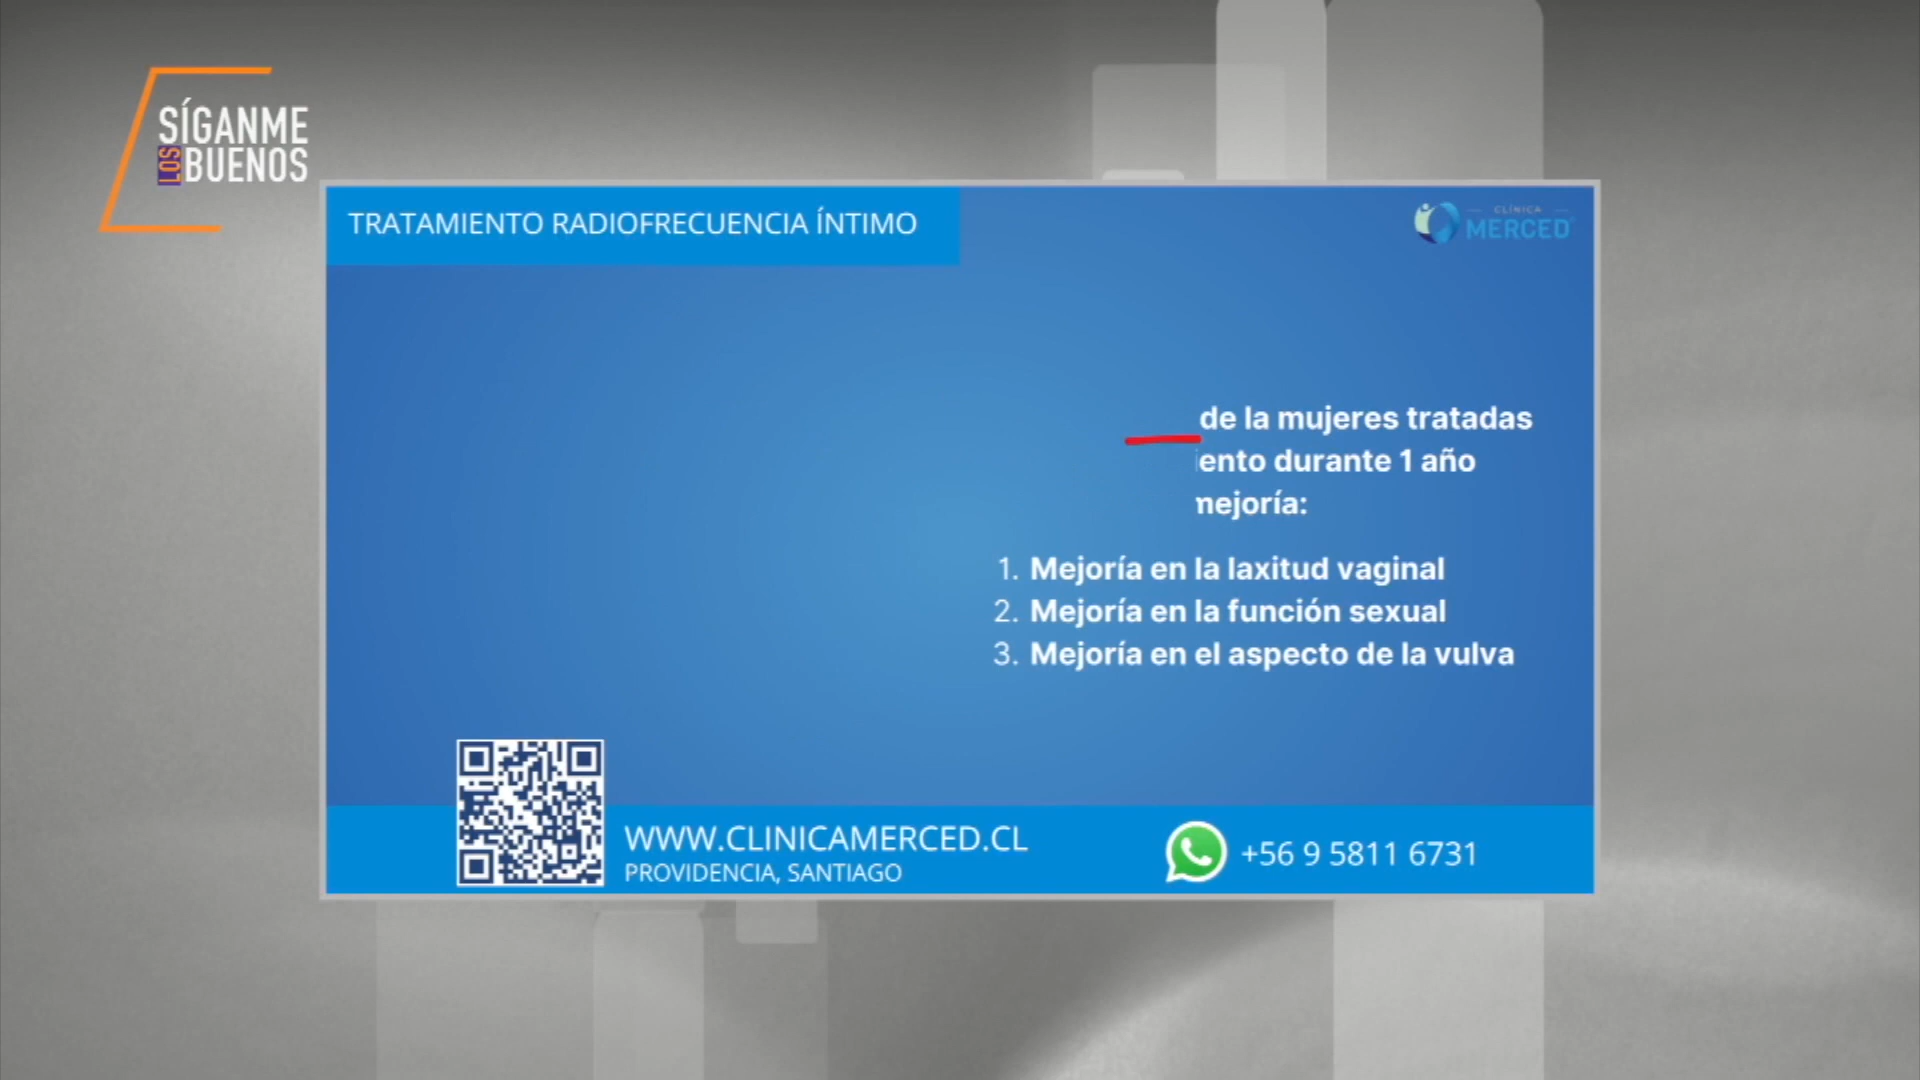 SÍGANME
LOS BUENOS
TRATAMIENTO RADIOFRECUENCIA ÍNTIMO
CLÍNICA
MERCED
de la mujeres tratadas
ento durante 1 año
mejoría:
1. Mejoría en la laxitud vaginal
2. Mejoría en la función sexual
3. Mejoría en el aspecto de la vulva
WWW.CLINICAMERCED.CL
PROVIDENCIA, SANTIAGO
+56 9 5811 6731